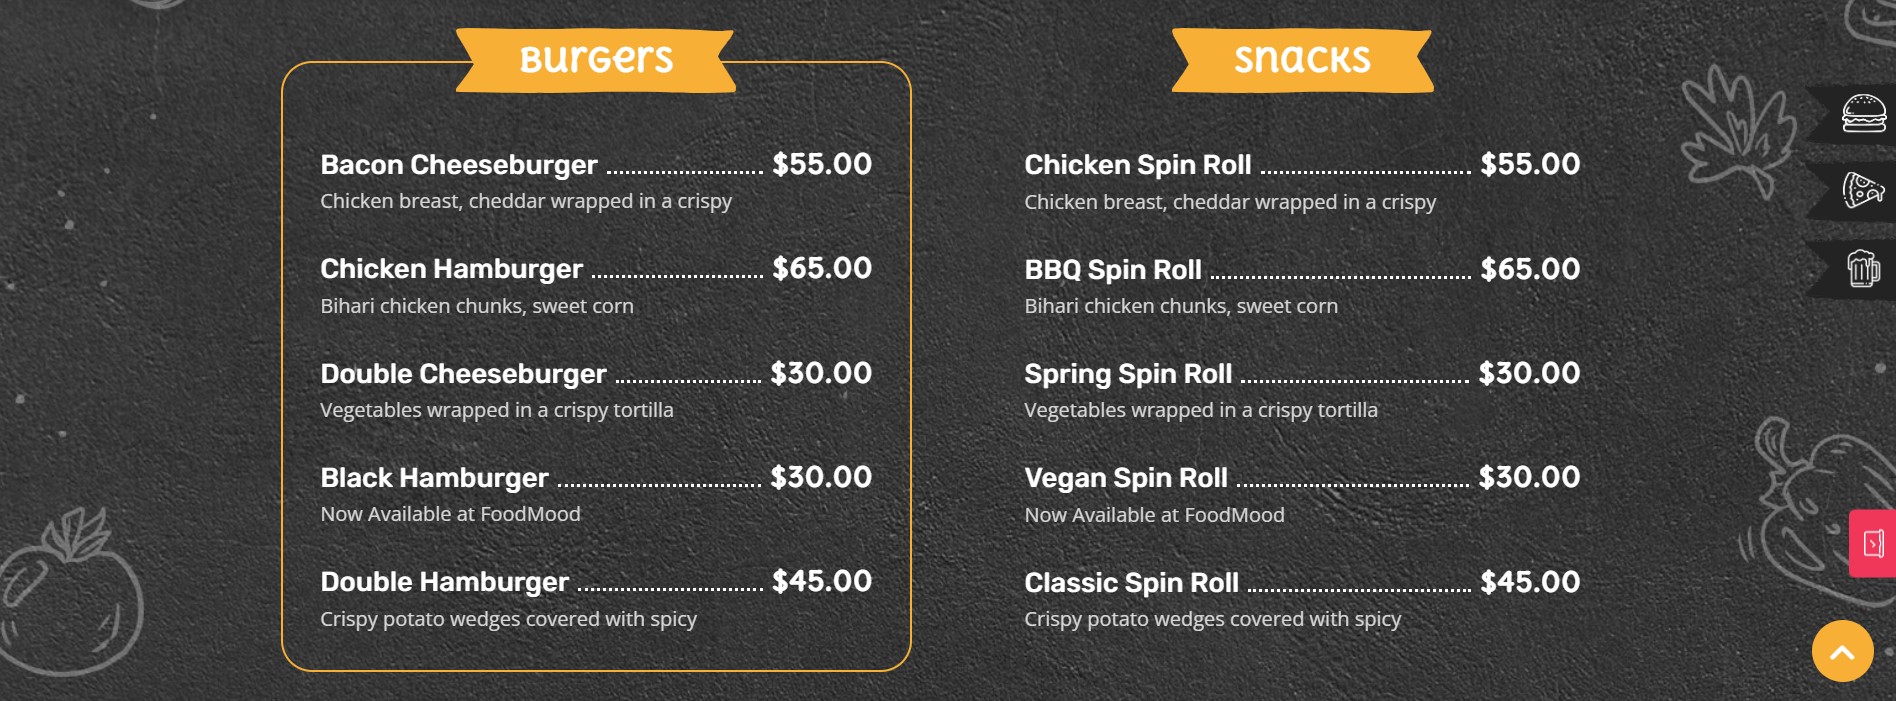 Burgers
Bacon Cheeseburger ........................ $55.00
Chicken breast, cheddar wrapped in a crispy
Chicken Hamburger ........................ $65.00
Bihari chicken chunks, sweet corn
Double Cheeseburger ........................ $30.00
Vegetables wrapped in a crispy tortilla
Black Hamburger ........................ $30.00
Now Available at FoodMood
Double Hamburger ........................ $45.00
Crispy potato wedges covered with spicy
Snacks
Chicken Spin Roll ........................ $55.00
Chicken breast, cheddar wrapped in a crispy
BBQ Spin Roll ........................ $65.00
Bihari chicken chunks, sweet corn
Spring Spin Roll ........................ $30.00
Vegetables wrapped in a crispy tortilla
Vegan Spin Roll ........................ $30.00
Now Available at FoodMood
Classic Spin Roll ........................ $45.00
Crispy potato wedges covered with spicy